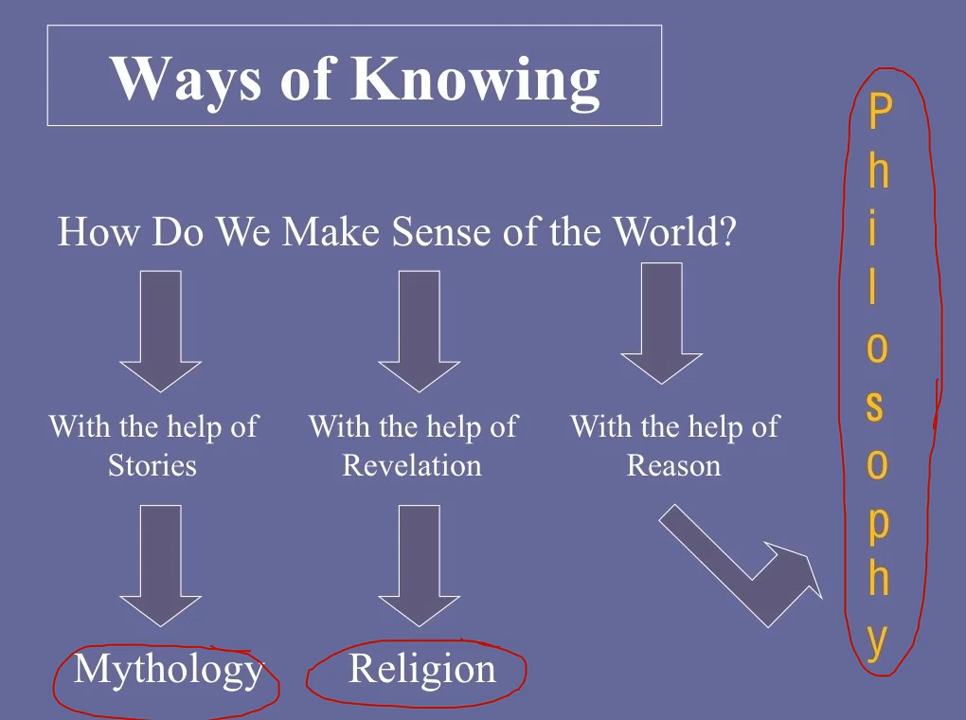 Ways of Knowing
How Do We Make Sense of the World?
With the help of
Stories
With the help of
Revelation
With the help of
Reason
Mythology
Religion
Philosophy